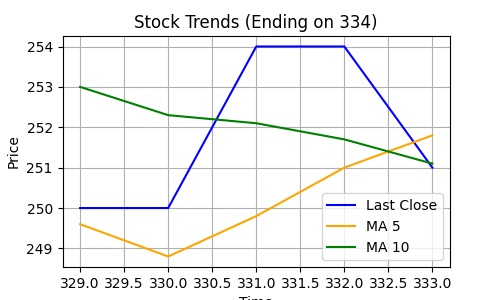 Stock Trends (Ending on 334)
Price
254
253
252
251
250
249
Last Close
MA 5
MA 10
329.0 329.5 330.0 330.5 331.0 331.5 332.0 332.5 333.0
Time